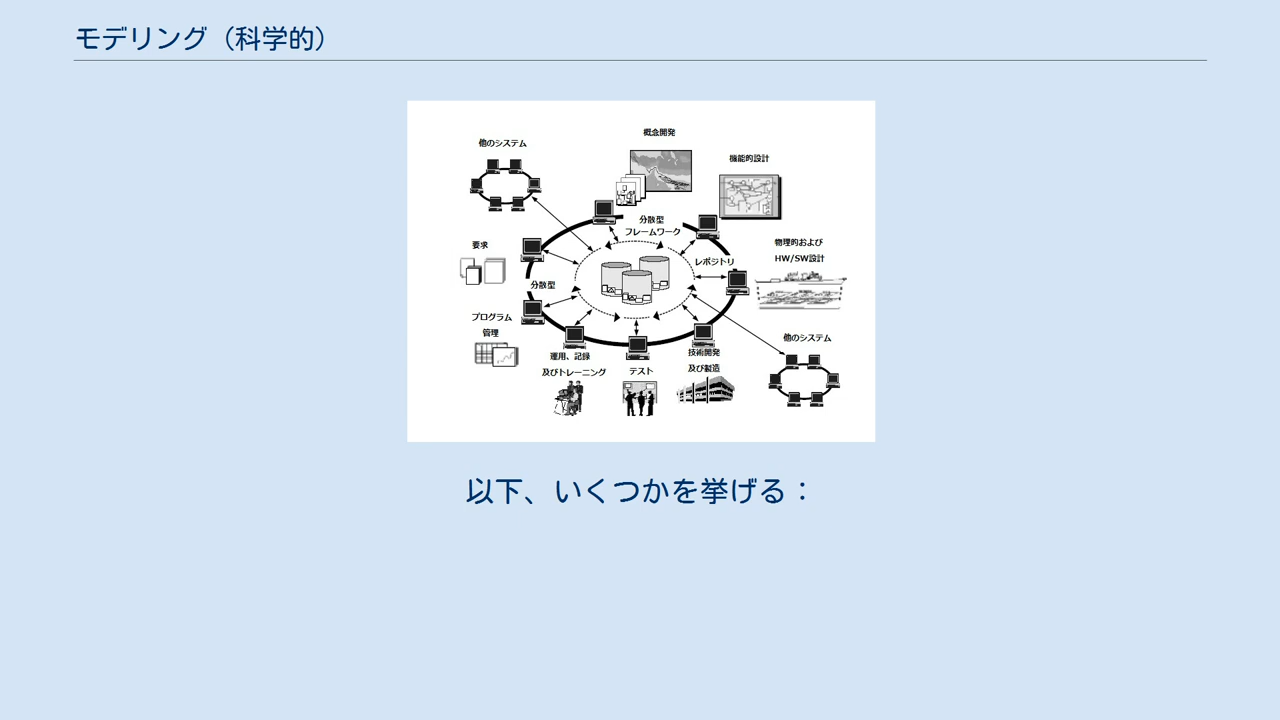 モデリング（科学的）
概念開発
他のシステム
機能的設計
分散型
フレームワーク
要求
物理的および
HW/SW設計
レポジトリ
分散型
プログラム
管理
他のシステム
運用、記録
及びトレーニング
テスト
技術開発
及び製造
以下、いくつかを挙げる：